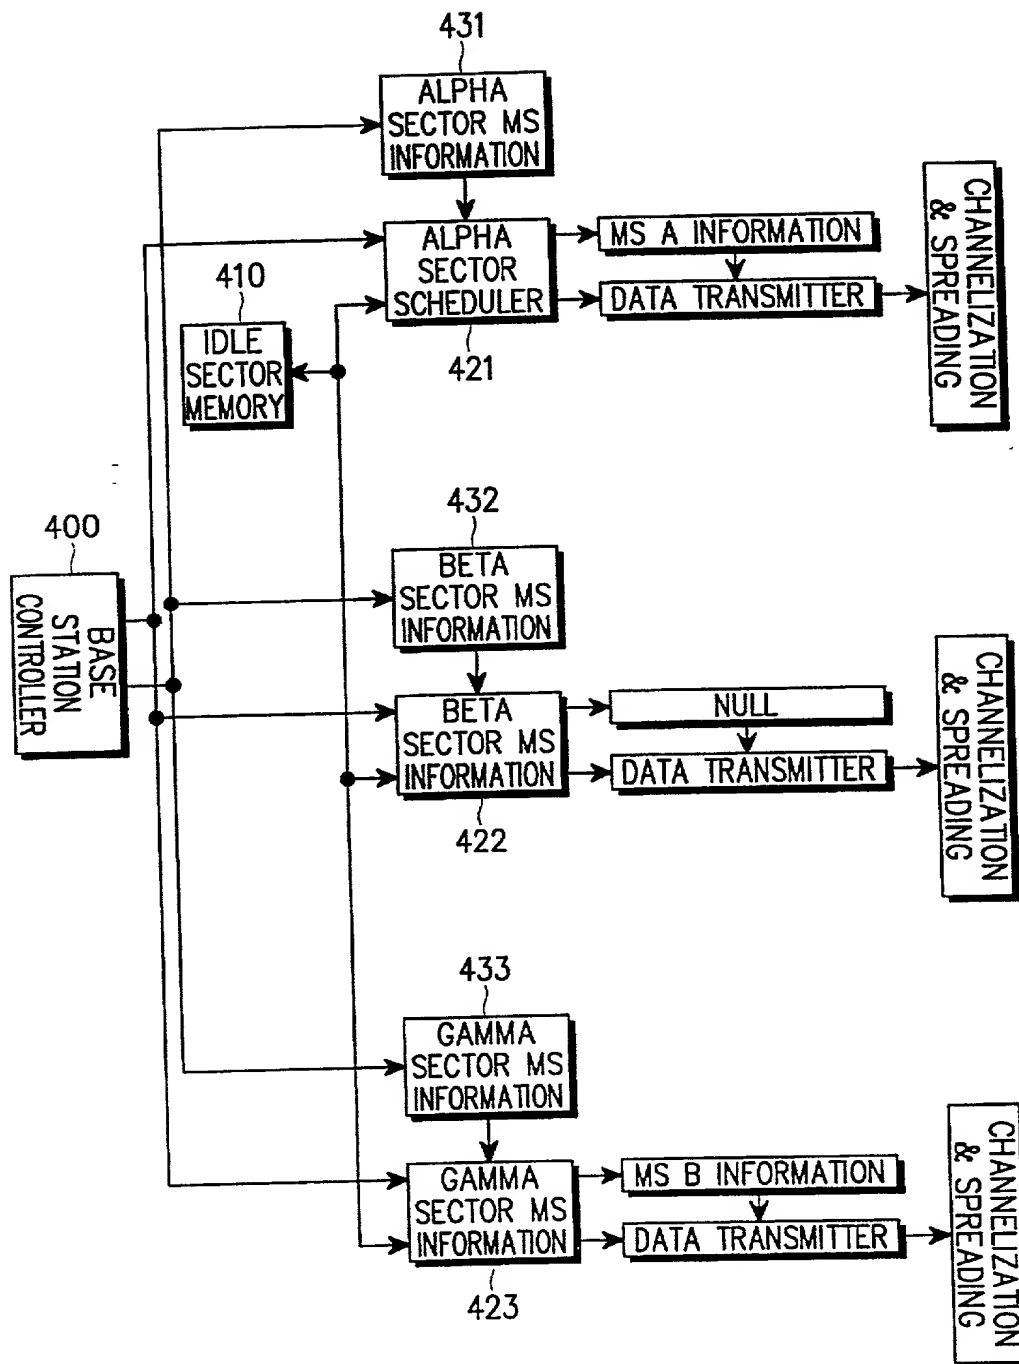 431
ALPHA
SECTOR MS
INFORMATION
ALPHA
SECTOR
SCHEDULER
421
MS A INFORMATION
DATA TRANSMITTER
CHANNELIZATION
& SPREADING
410
IDLE
SECTOR
MEMORY
400
BASE
STATION
CONTROLLER
432
BETA
SECTOR MS
INFORMATION
BETA
SECTOR MS
INFORMATION
422
NULL
DATA TRANSMITTER
CHANNELIZATION
& SPREADING
433
GAMMA
SECTOR MS
INFORMATION
GAMMA
SECTOR MS
INFORMATION
423
MS B INFORMATION
DATA TRANSMITTER
CHANNELIZATION
& SPREADING